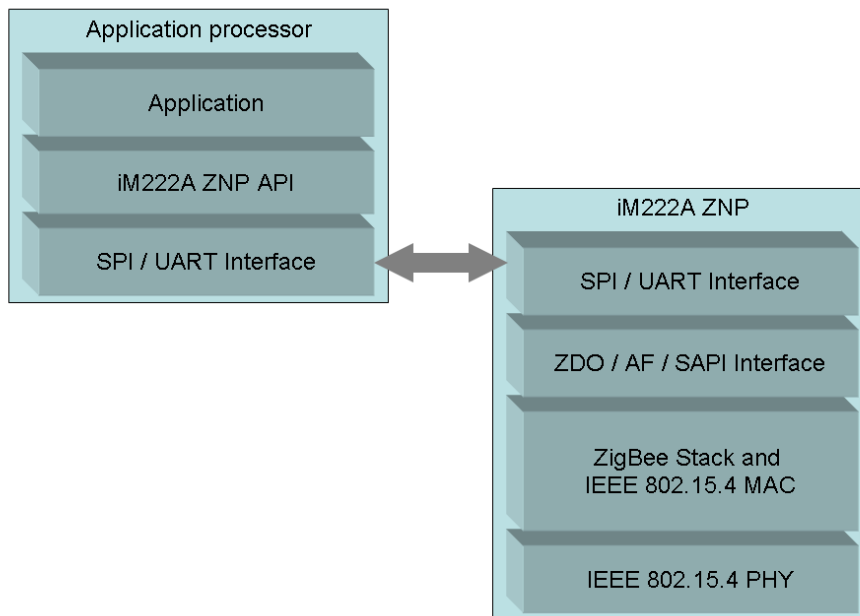 Application processor
Application
iM222A ZNP API
SPI / UART Interface
iM222A ZNP
SPI / UART Interface
ZDO / AF / SAPI Interface
ZigBee Stack and
IEEE 802.15.4 MAC
IEEE 802.15.4 PHY